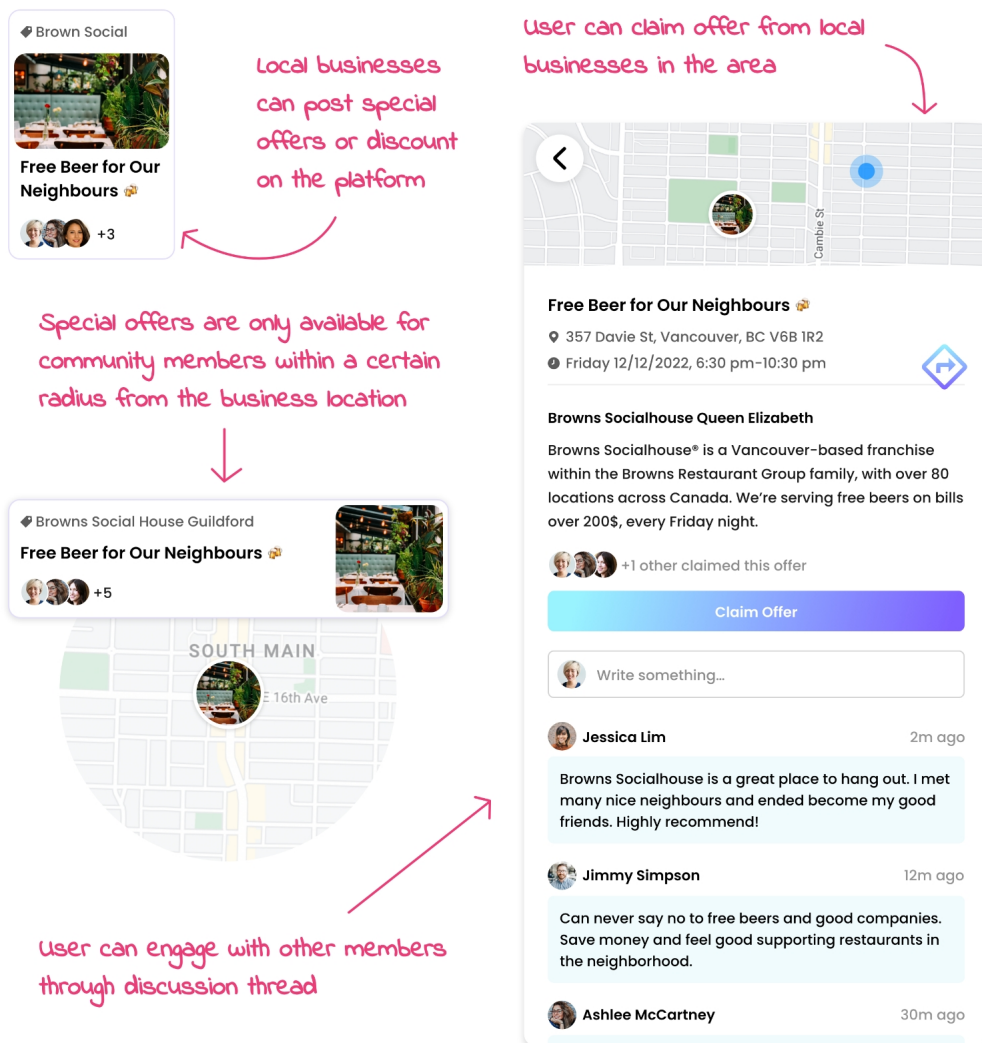 Brown Social
Free Beer for Our
Neighbours
+3
Local businesses
can post special
offers or discount
on the platform
Special offers are only available for
community members within a certain
radius from the business location
Browns Social House Guildford
Free Beer for Our Neighbours
+5
SOUTH MAIN
E 16th Ave
User can engage with other members
through discussion thread
User can claim offer from local
businesses in the area
Cambie St
Free Beer for Our Neighbours
357 Davie St, Vancouver, BC V6B 1R2
Friday 12/12/2022, 6:30 pm-10:30 pm
Browns Socialhouse Queen Elizabeth
Browns Socialhouse® is a Vancouver-based franchise
within the Browns Restaurant Group family, with over 80
locations across Canada. We’re serving free beers on bills
over 200$, every Friday night.
+1 other claimed this offer
Claim Offer
Write something...
Jessica Lim 2m ago
Browns Socialhouse is a great place to hang out. I met
many nice neighbours and ended become my good
friends. Highly recommend!
Jimmy Simpson 12m ago
Can never say no to free beers and good companies.
Save money and feel good supporting restaurants in
the neighborhood.
Ashlee McCartney 30m ago